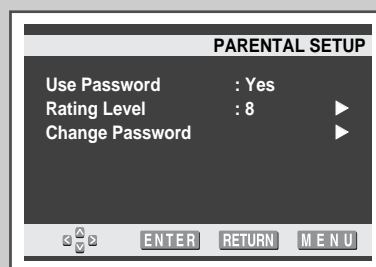 PARENTAL SETUP
Use Password : Yes
Rating Level : 8 ▶
Change Password ▶
ENTER RETURN MENU